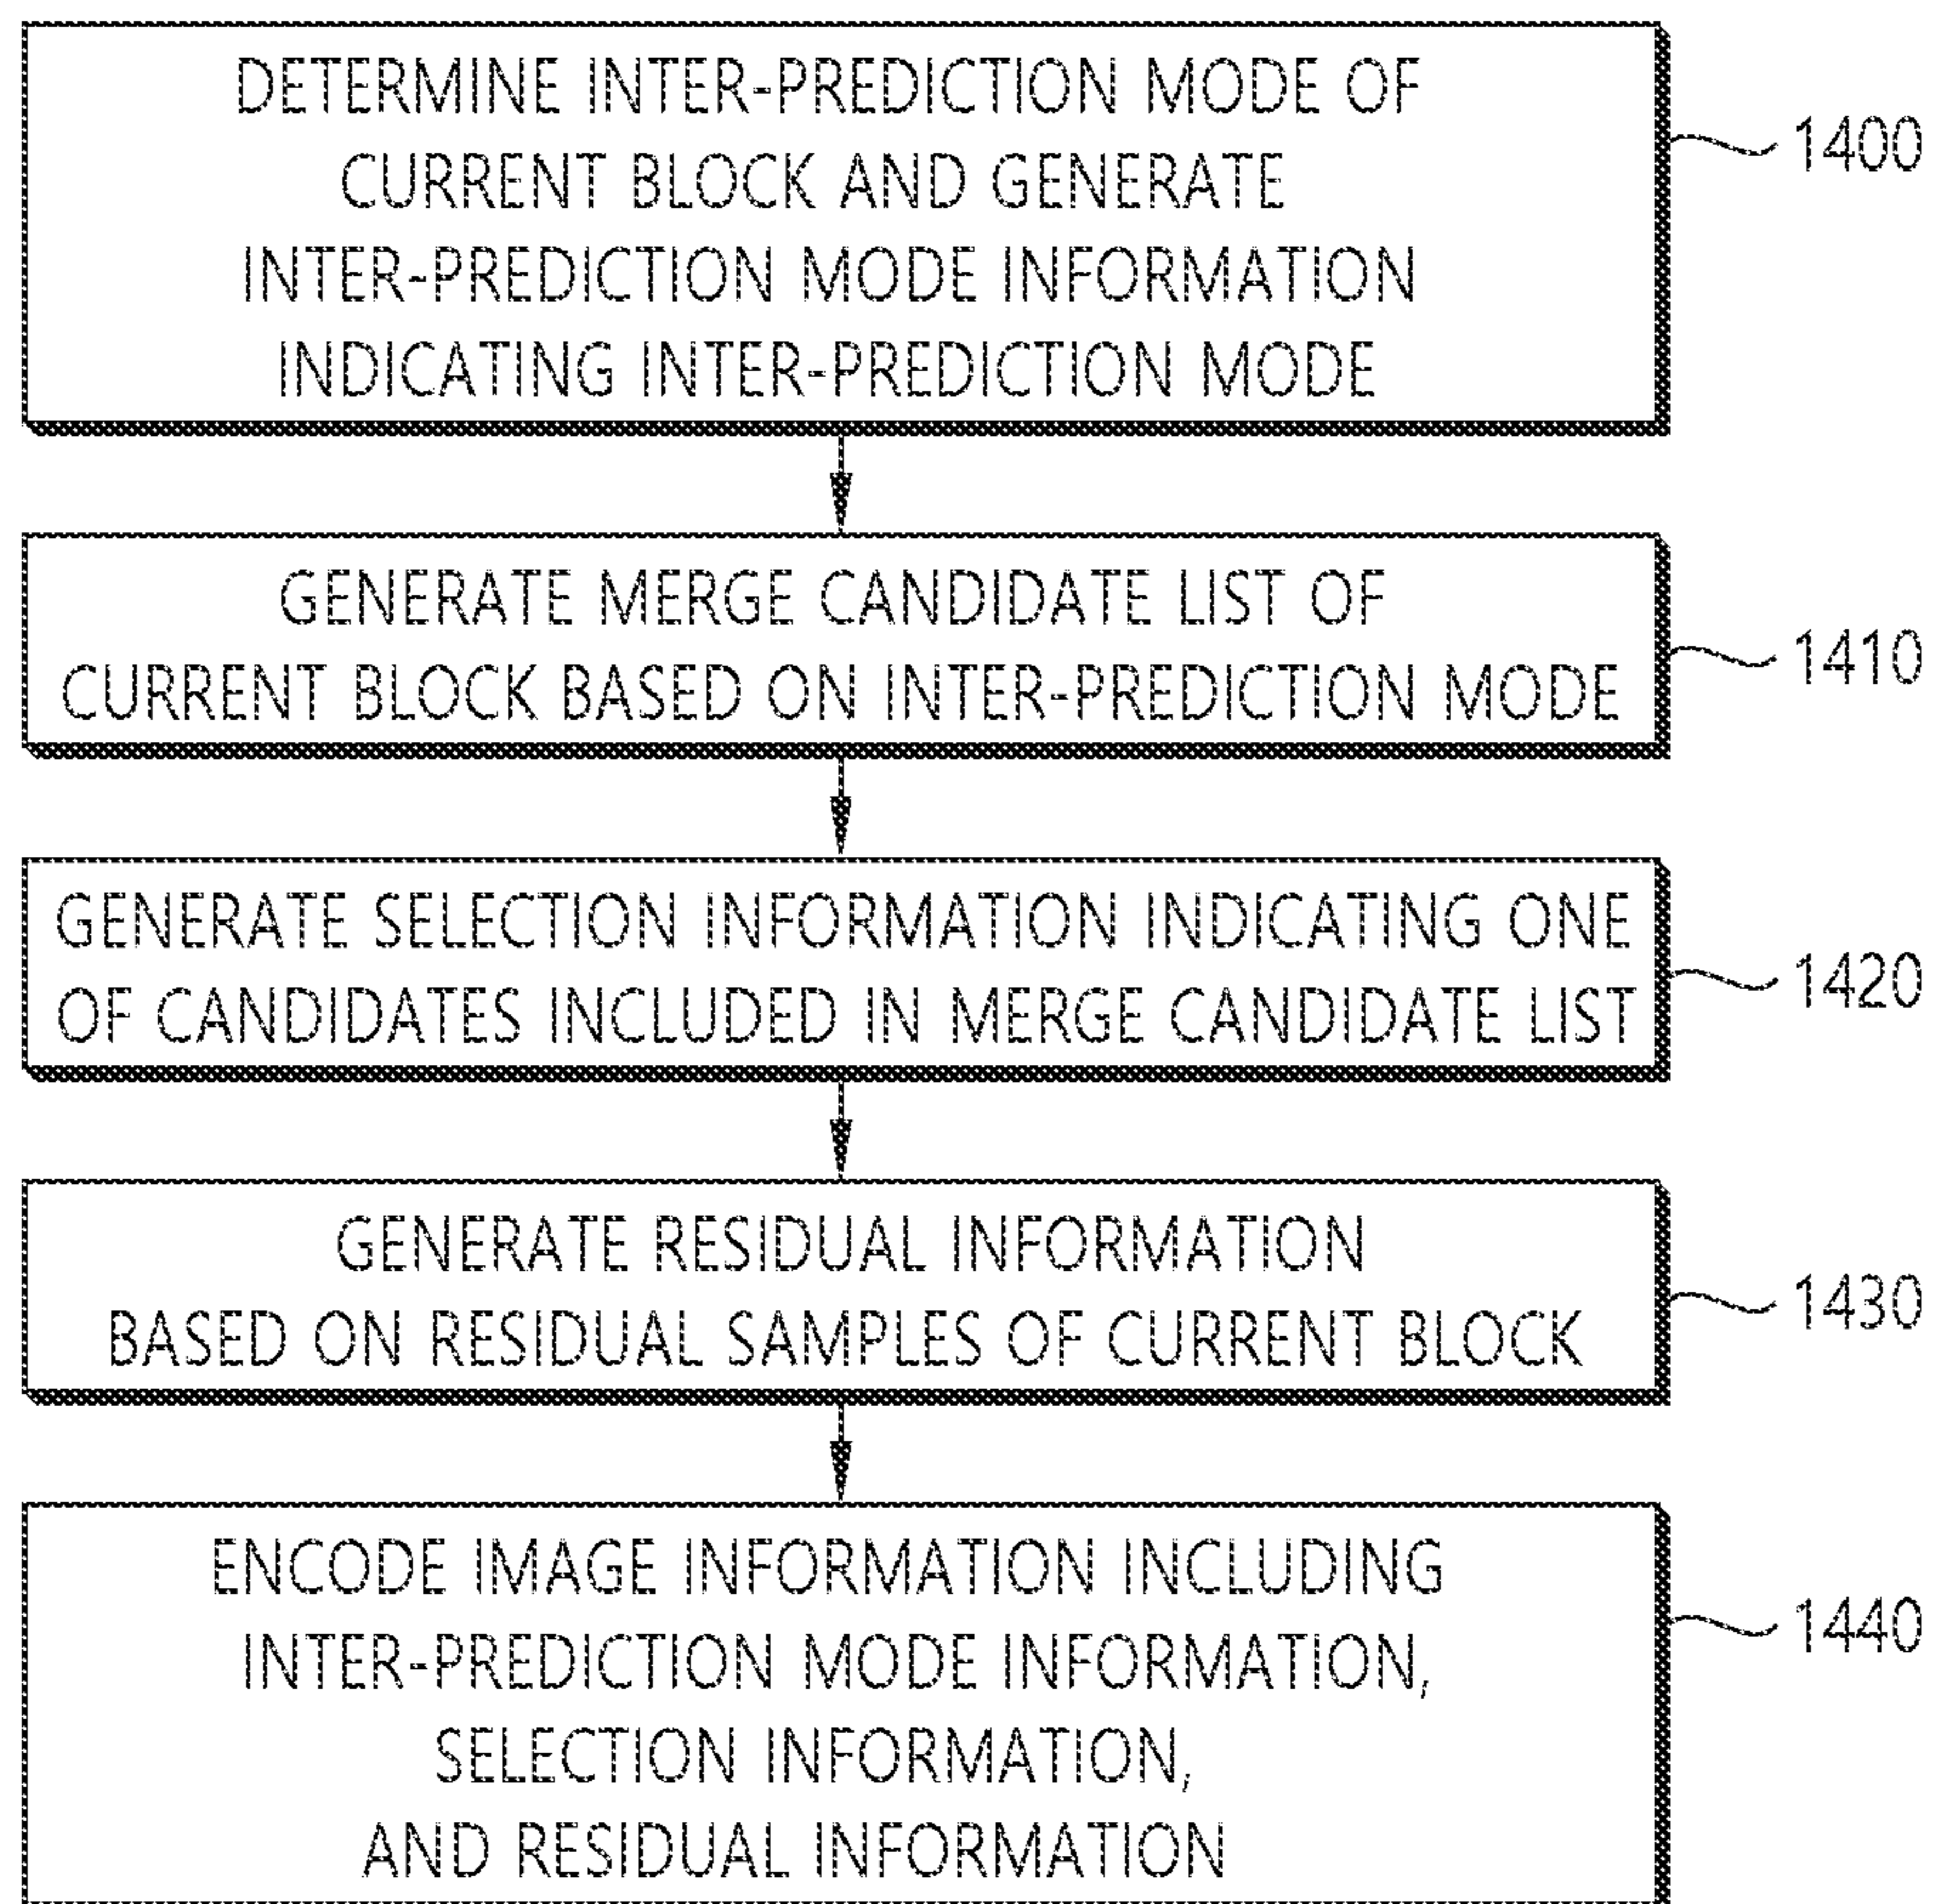 DETERMINE INTER-PREDICTION MODE OF
CURRENT BLOCK AND GENERATE
INTER-PREDICTION MODE INFORMATION
INDICATING INTER-PREDICTION MODE
1400
GENERATE MERGE CANDIDATE LIST OF
CURRENT BLOCK BASED ON INTER-PREDICTION MODE
1410
GENERATE SELECTION INFORMATION INDICATING ONE
OF CANDIDATES INCLUDED IN MERGE CANDIDATE LIST
1420
GENERATE RESIDUAL INFORMATION
BASED ON RESIDUAL SAMPLES OF CURRENT BLOCK
1430
ENCODE IMAGE INFORMATION INCLUDING
INTER-PREDICTION MODE INFORMATION,
SELECTION INFORMATION,
AND RESIDUAL INFORMATION
1440